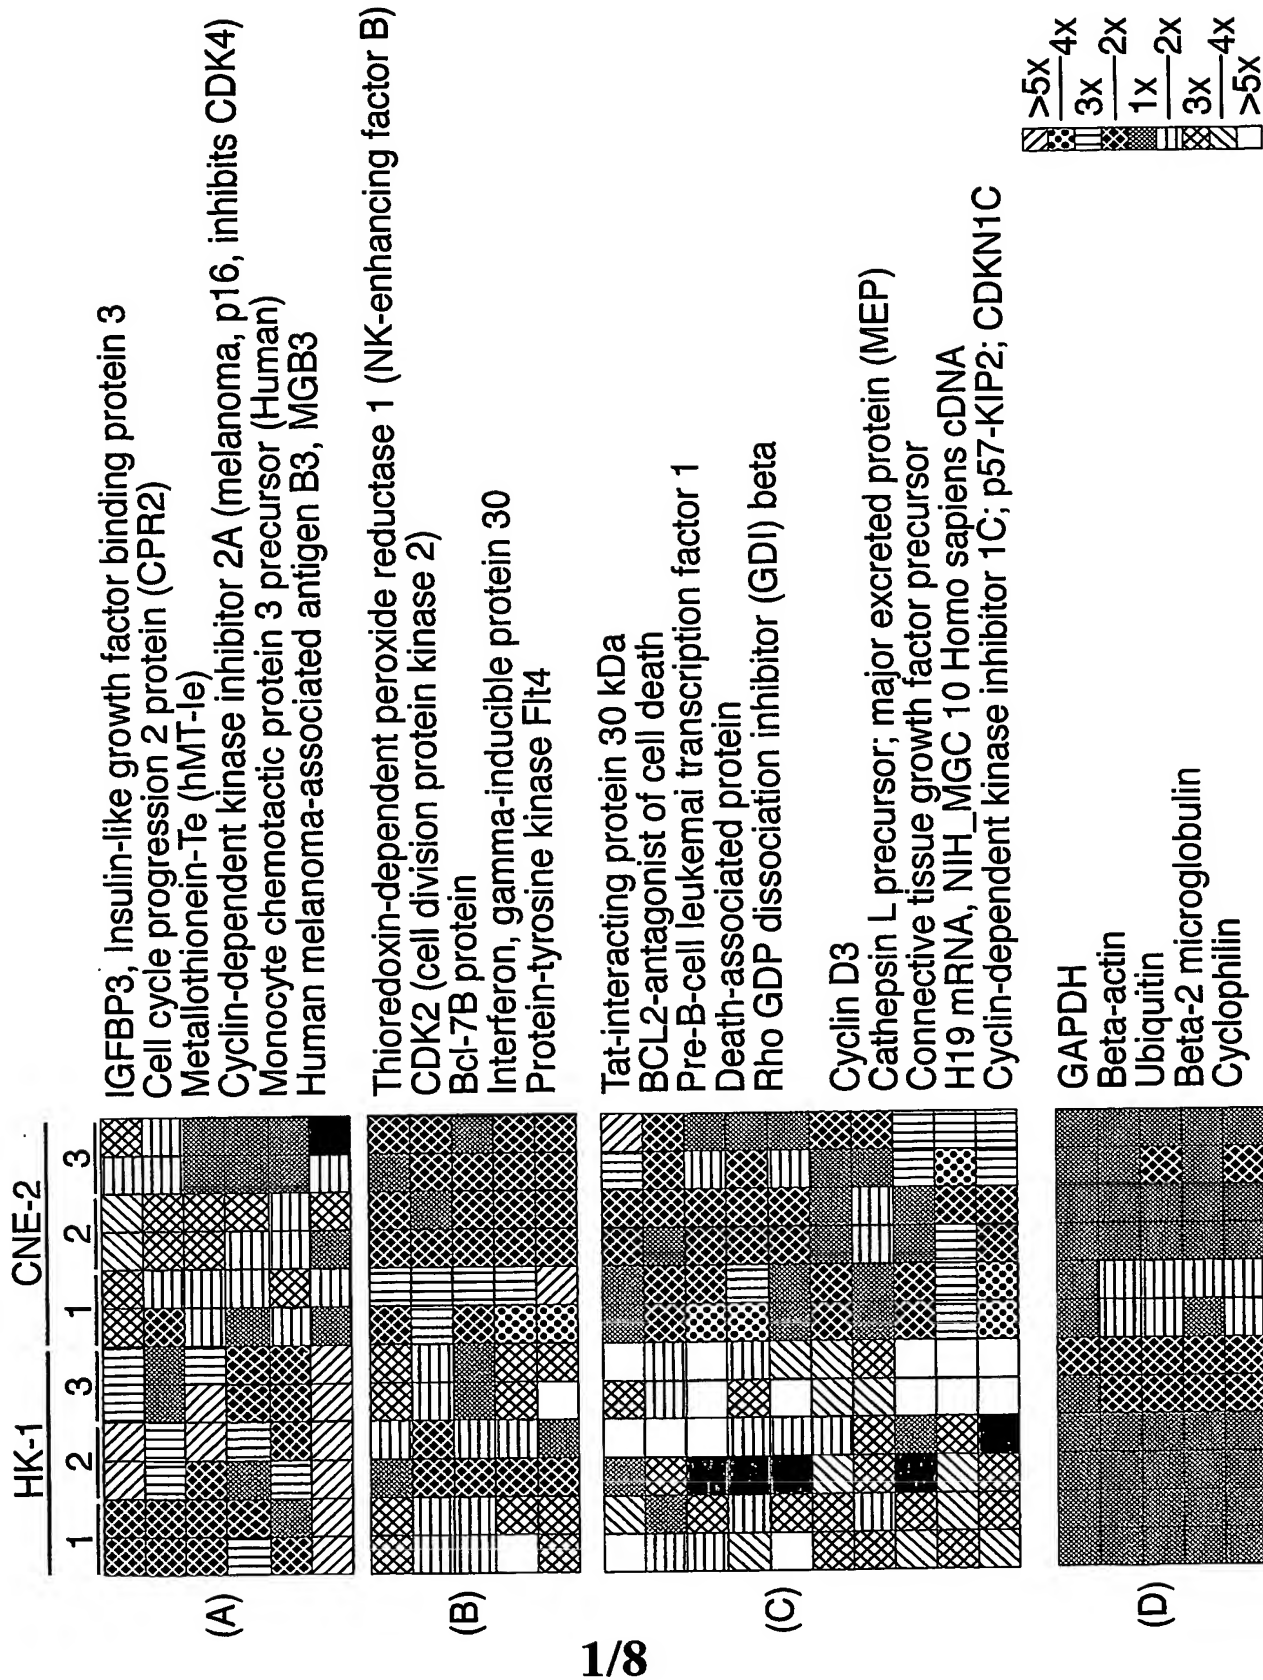 HK-1
CNE-2
1
2
3
1
2
3
(A)
IGFBP3, Insulin-like growth factor binding protein 3
Cell cycle progression 2 protein (CPR2)
Metallothionein-Te (hMT-Ie)
Cyclin-dependent kinase inhibitor 2A (melanoma, p16, inhibits CDK4)
Monocyte chemotactic protein 3 precursor (Human)
Human melanoma-associated antigen B3, MGB3
(B)
Thioredoxin-dependent peroxide reductase 1 (NK-enhancing factor B)
CDK2 (cell division protein kinase 2)
Bcl-7B protein
Interferon, gamma-inducible protein 30
Protein-tyrosine kinase Flt4
(C)
Tat-interacting protein 30 kDa
BCL2-antagonist of cell death
Pre-B-cell leukemal transcription factor 1
Death-associated protein
Rho GDP dissociation inhibitor (GDI) beta
Cyclin D3
Cathepsin L precursor; major excreted protein (MEP)
Connective tissue growth factor precursor
H19 mRNA, NIH_MGC 10 Homo sapiens cDNA
Cyclin-dependent kinase inhibitor 1C; p57-KIP2; CDKN1C
(D)
GAPDH
Beta-actin
Ubiquitin
Beta-2 microglobulin
Cyclophilin
>5x
4x
3x
2x
1x
2x
3x
4x
>5x
1/8